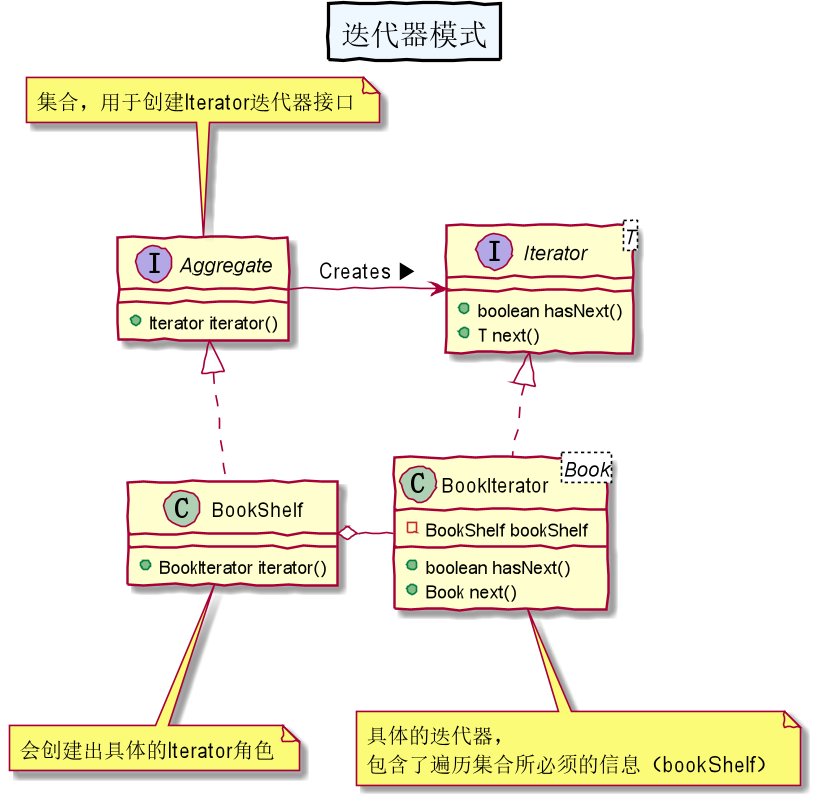 迭代器模式
集合，用于创建Iterator迭代器接口
I Aggregate
Iterator iterator()
Creates ▶
I Iterator
T
boolean hasNext()
T next()
C BookShelf
BookIterator iterator()
C BookIterator
Book
BookShelf bookShelf
boolean hasNext()
Book next()
会创建出具体的Iterator角色
具体的迭代器，
包含了遍历集合所必须的信息（bookShelf）